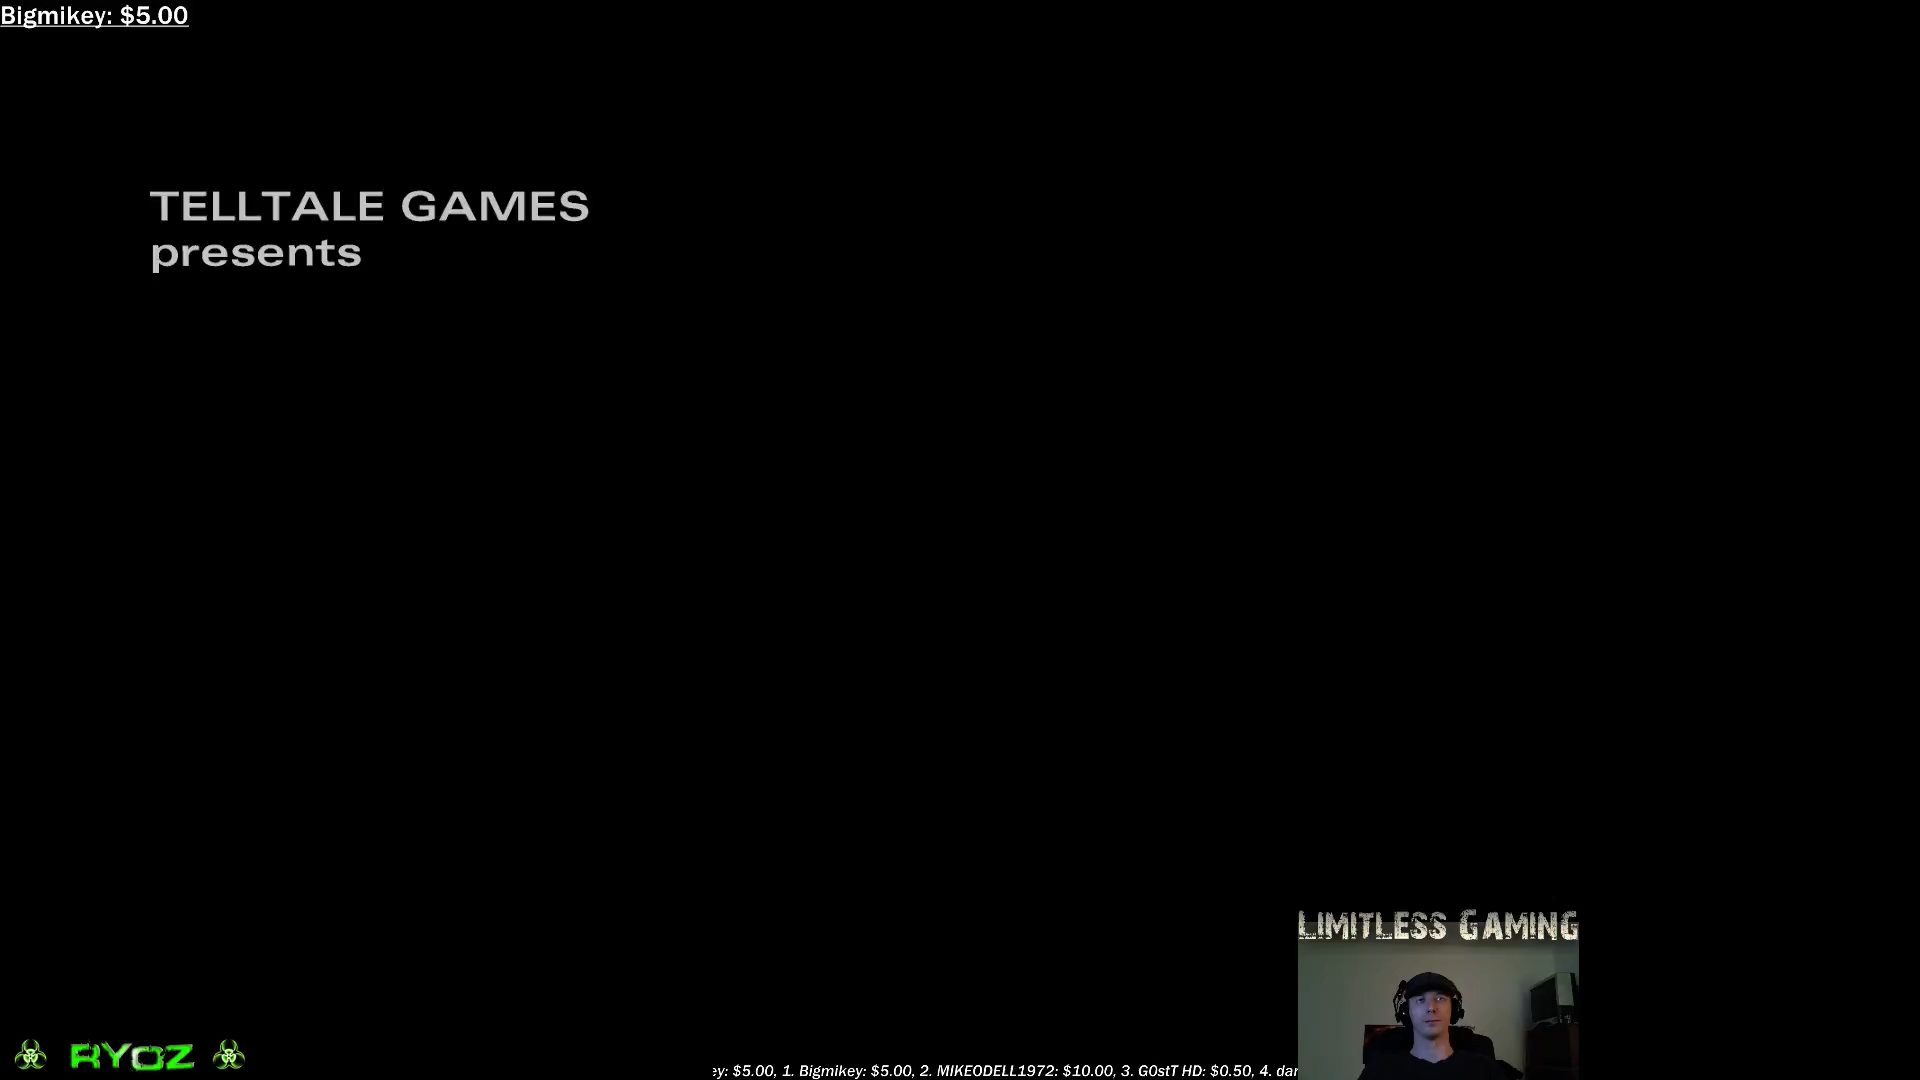 Bigmikey: $5.00
TELLTALE GAMES
presents
LIMITLESS GAMING
RYOZ
y: $5.00, 1. Bigmikey: $5.00, 2. MIKEODELL1972: $10.00, 3. G0stT HD: $0.50, 4. dar